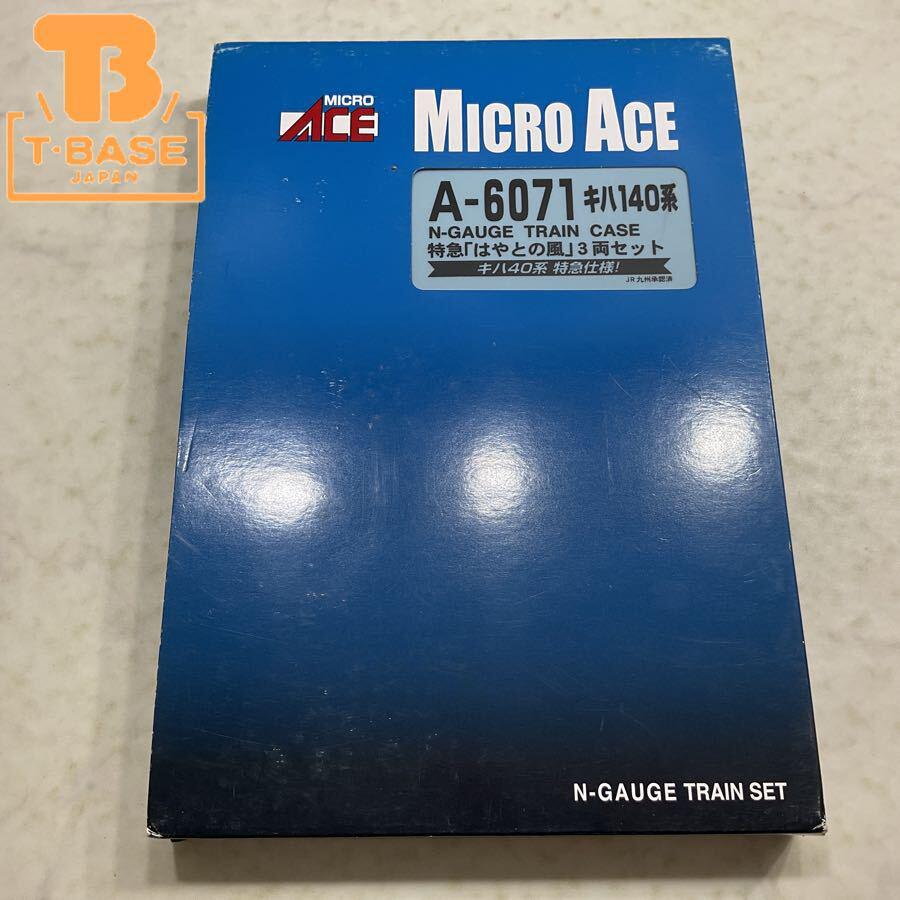 B
T・BASE
JAPAN
MICRO
ACE
MICRO ACE
A-6071 キハ140系
N-GAUGE TRAIN CASE
特急「はやとの風」3両セット
キハ40系 特急仕様!
JR九州承認済
N-GAUGE TRAIN SET